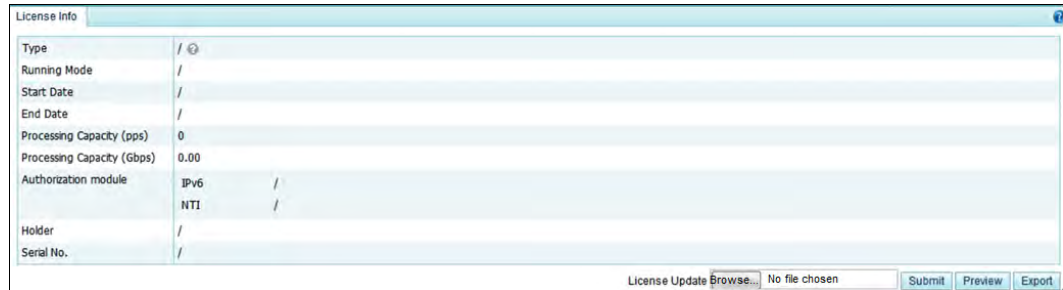 License Info
Type / 
Running Mode /
Start Date /
End Date /
Processing Capacity (pps) 0
Processing Capacity (Gbps) 0.00
Authorization module IPv6 /
NTI /
Holder /
Serial No. /
License Update Browse... No file chosen Submit Preview Export